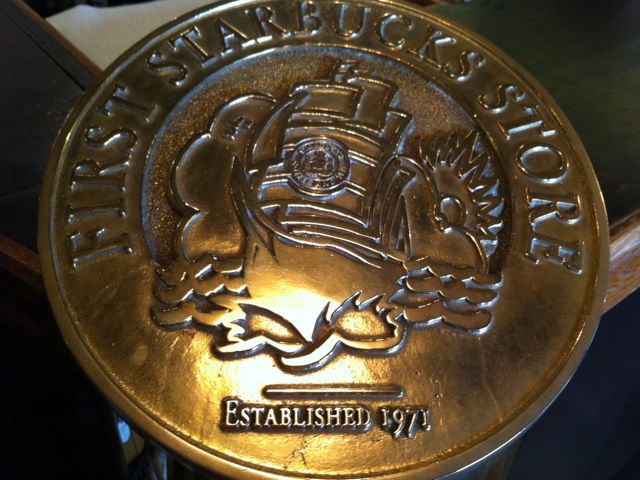 FIRST STARBUCKS STORE
ESTABLISHED 1971